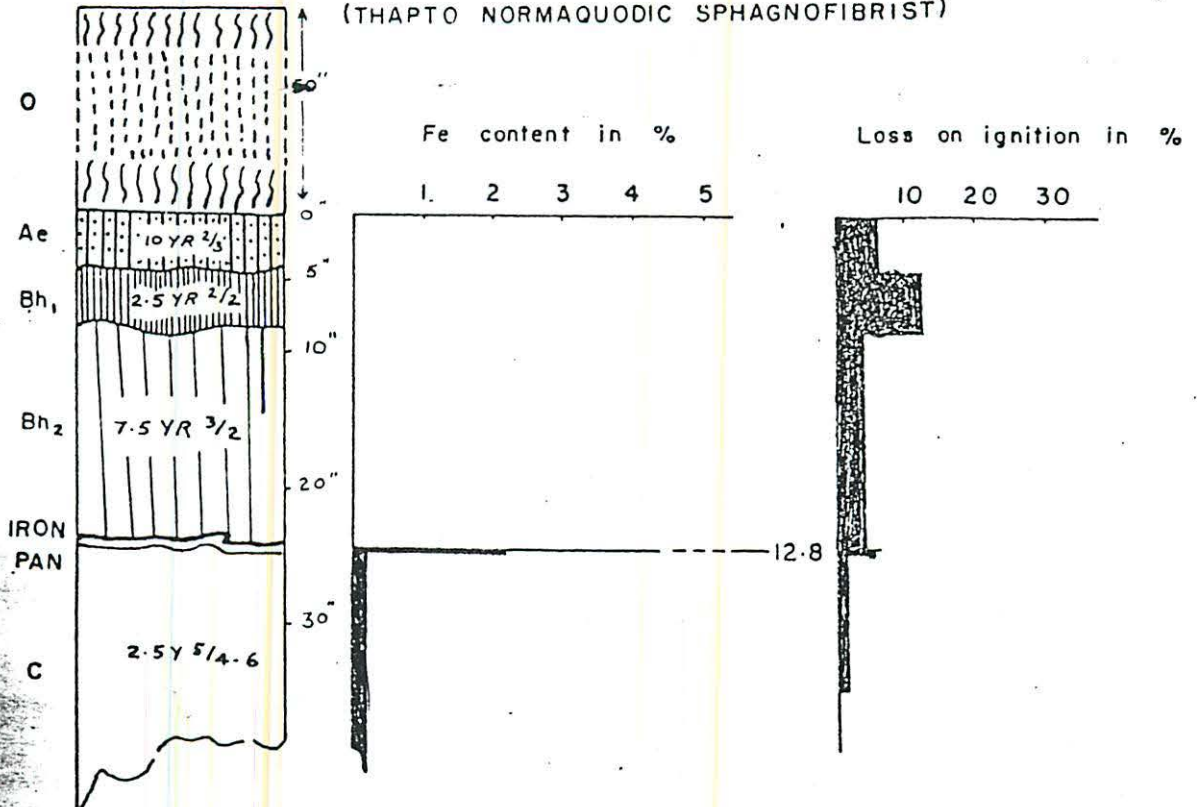 (THAPTO NORMAQUODIC SPHAGNOFIBRIST)
O
Fe content in %
Loss on ignition in %
1. 2 3 4 5
10 20 30
0"
Ae
10 YR 2/3
5"
Bh₁
2.5 YR 2/2
10"
Bh₂
7.5 YR 3/2
20"
IRON
PAN
12.8
30"
2.5 Y 5/4-6
C